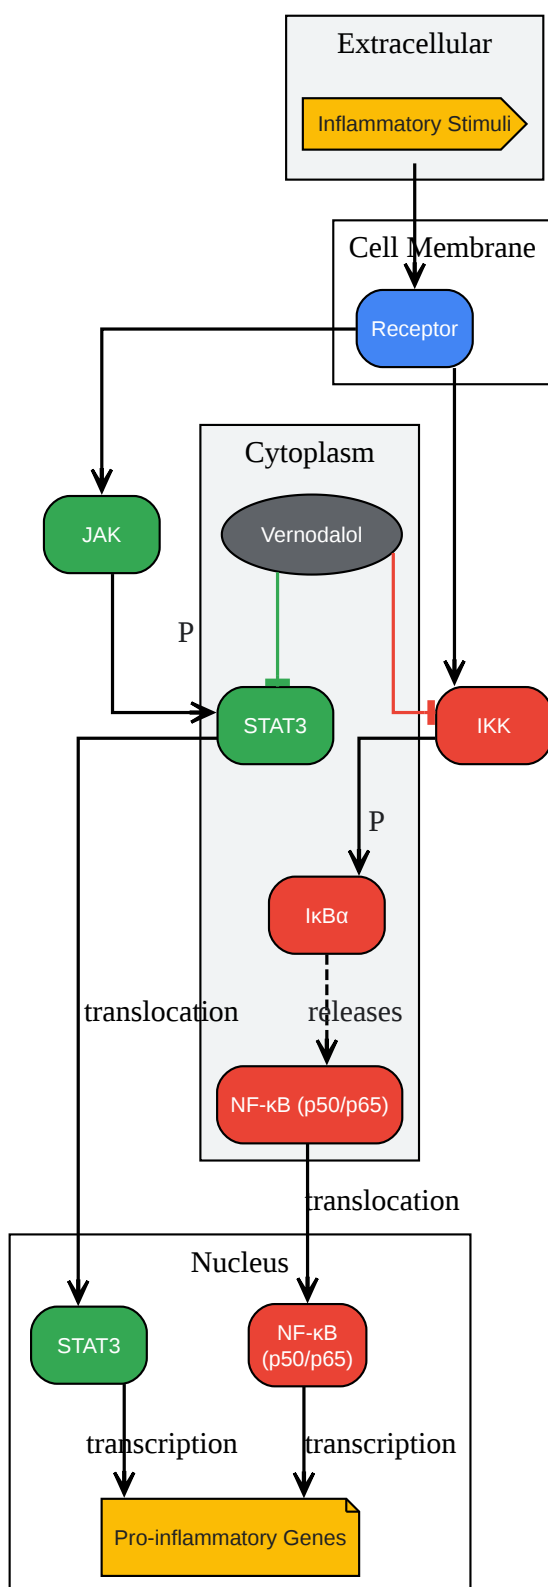 Extracellular
Inflammatory Stimuli
Cell Membrane
Receptor
Cytoplasm
JAK
Vernodalol
P
STAT3
IKK
P
IκBα
translocation
releases
NF-κB (p50/p65)
translocation
Nucleus
STAT3
NF-κB
(p50/p65)
transcription
transcription
Pro-inflammatory Genes